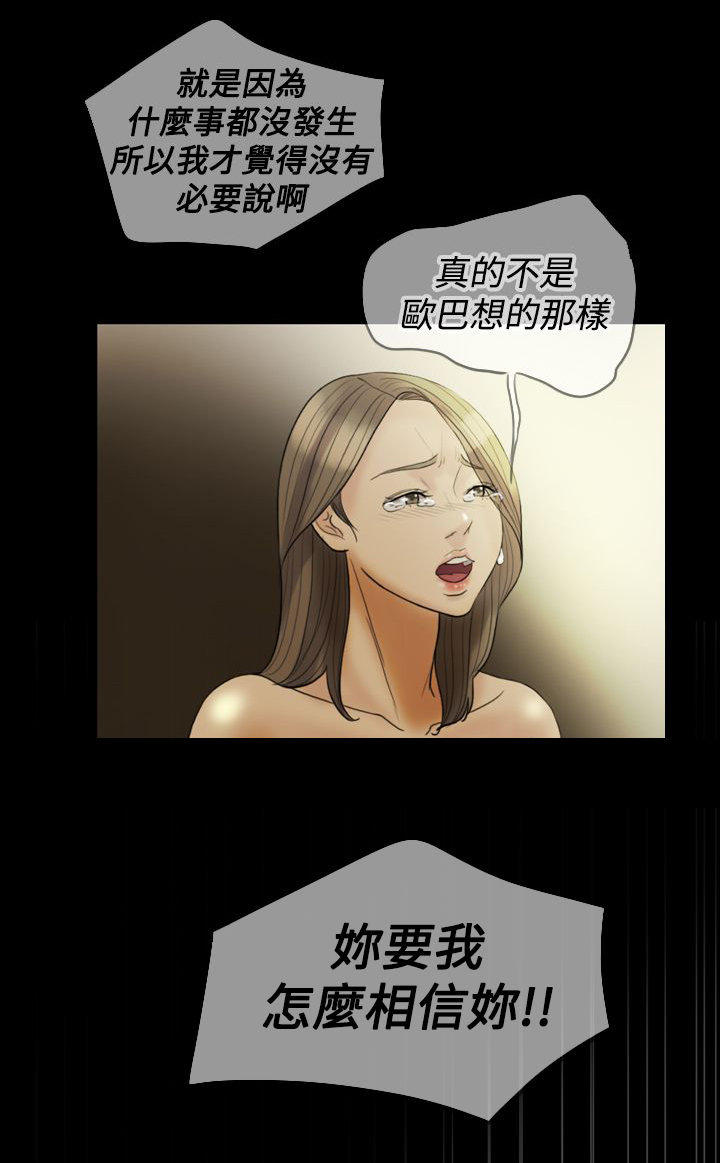 就是因為
什麼事都沒發生
所以我才覺得沒有
必要說啊
真的不是
歐巴想的那樣
妳要我
怎麼相信妳!!